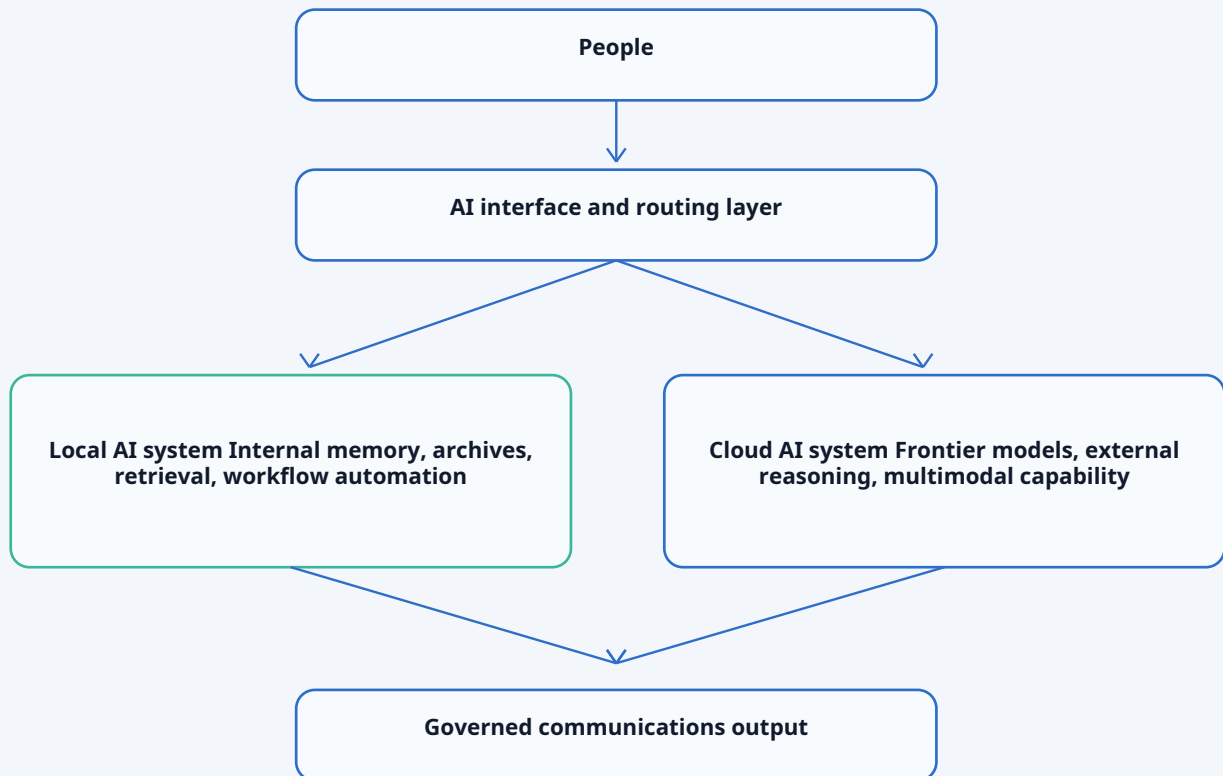 People
AI interface and routing layer
Local AI system Internal memory, archives,
retrieval, workflow automation
Cloud AI system Frontier models, external
reasoning, multimodal capability
Governed communications output